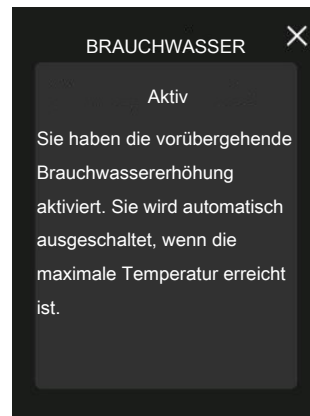 BRAUCHWASSER
Aktiv
Sie haben die vorübergehende
Brauchwassererhöhung
aktiviert. Sie wird automatisch
ausgeschaltet, wenn die
maximale Temperatur erreicht
ist.